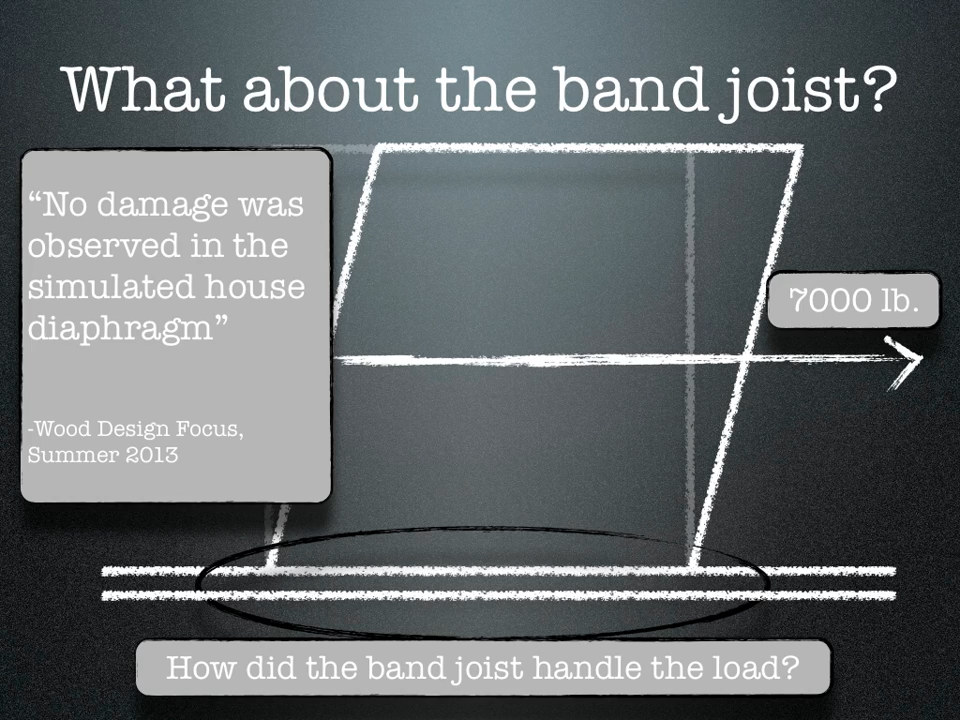 What about the band joist?
“No damage was
observed in the
simulated house
diaphragm”
-Wood Design Focus,
Summer 2013
7000 lb.
How did the band joist handle the load?